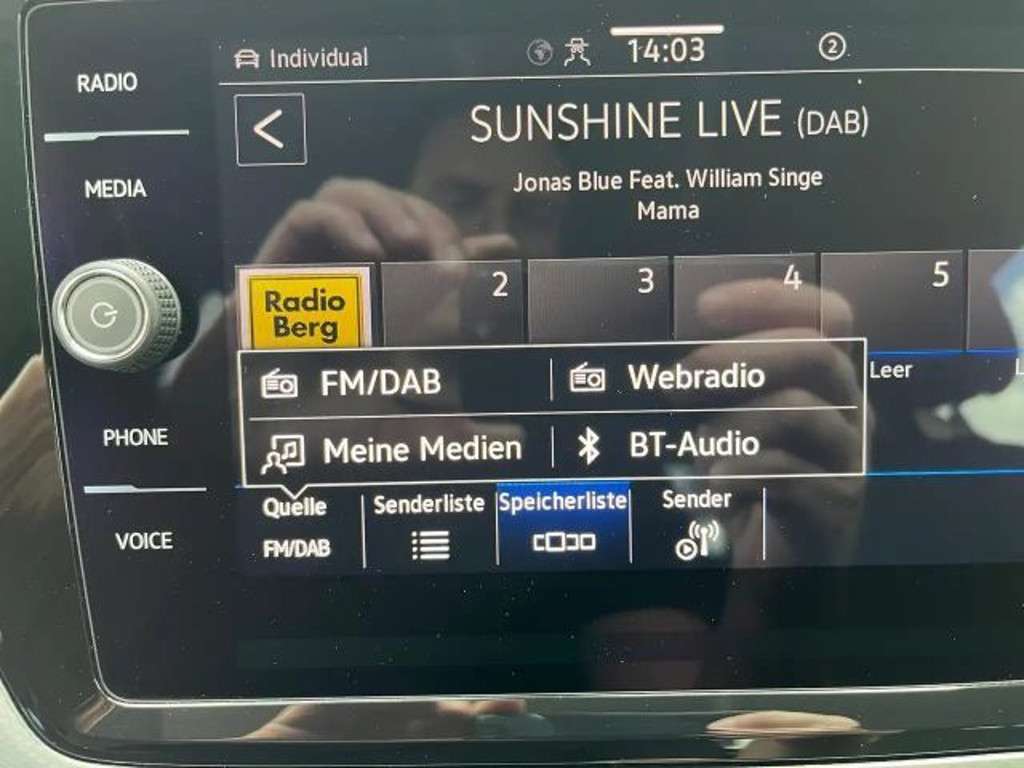 RADIO
MEDIA
PHONE
VOICE
Individual
14:03
2
SUNSHINE LIVE (DAB)
Jonas Blue Feat. William Singe
Mama
Radio
Berg
2
3
4
5
Leer
L
FM/DAB
Webradio
Meine Medien
BT-Audio
Quelle
FM/DAB
Senderliste
Speicherliste
Sender